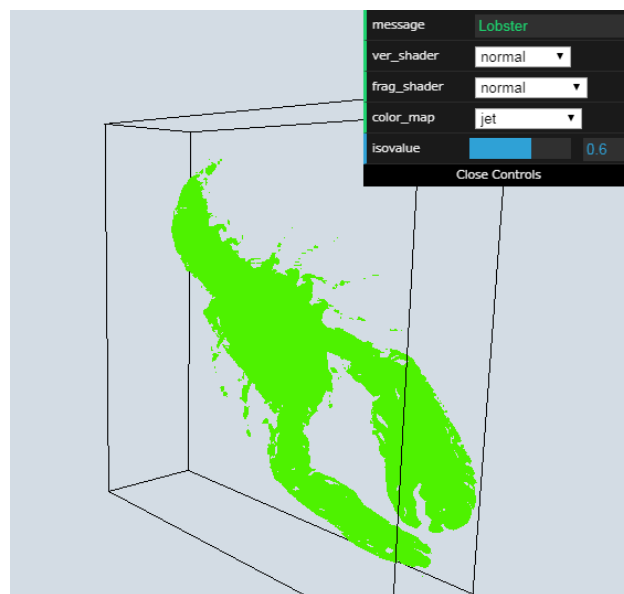 message Lobster
ver_shader normal
frag_shader normal
color_map jet
isovalue 0.6
Close Controls